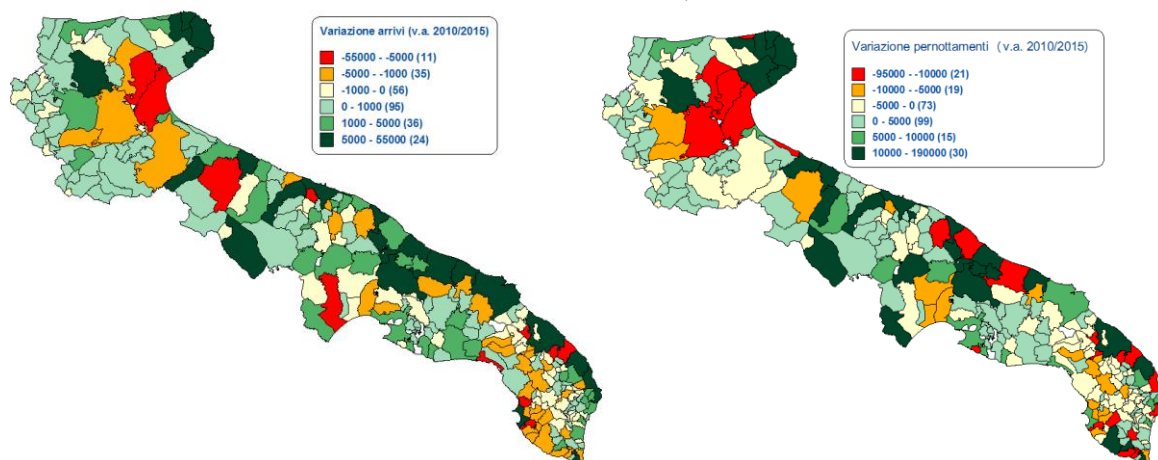 Variazione arrivi (v.a. 2010/2015)
-55000 - -5000 (11)
-5000 - -1000 (35)
-1000 - 0 (56)
0 - 1000 (95)
1000 - 5000 (36)
5000 - 55000 (24)
Variazione pernottamenti (v.a. 2010/2015)
-95000 - -10000 (21)
-10000 - -5000 (19)
-5000 - 0 (73)
0 - 5000 (99)
5000 - 10000 (15)
10000 - 190000 (30)